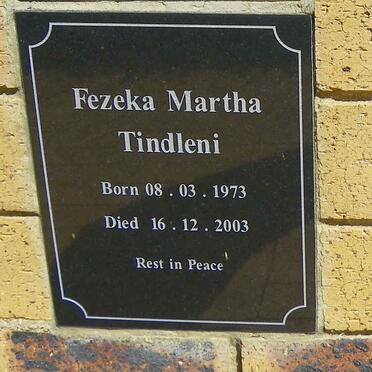 Fezeka Martha
Tindleni
Born 08 . 03 . 1973
Died 16 . 12 . 2003
Rest in Peace